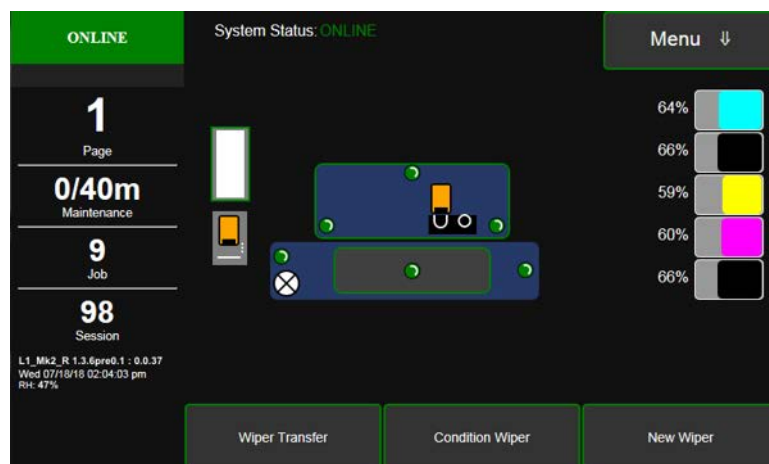 ONLINE
System Status: ONLINE
Menu ⇓
1
Page
0/40m
Maintenance
9
Job
98
Session
L1_Mk2_R 1.3.6pre0.1 : 0.0.37
Wed 07/18/18 02:04:03 pm
RH: 47%
64%
66%
59%
60%
66%
Wiper Transfer
Condition Wiper
New Wiper